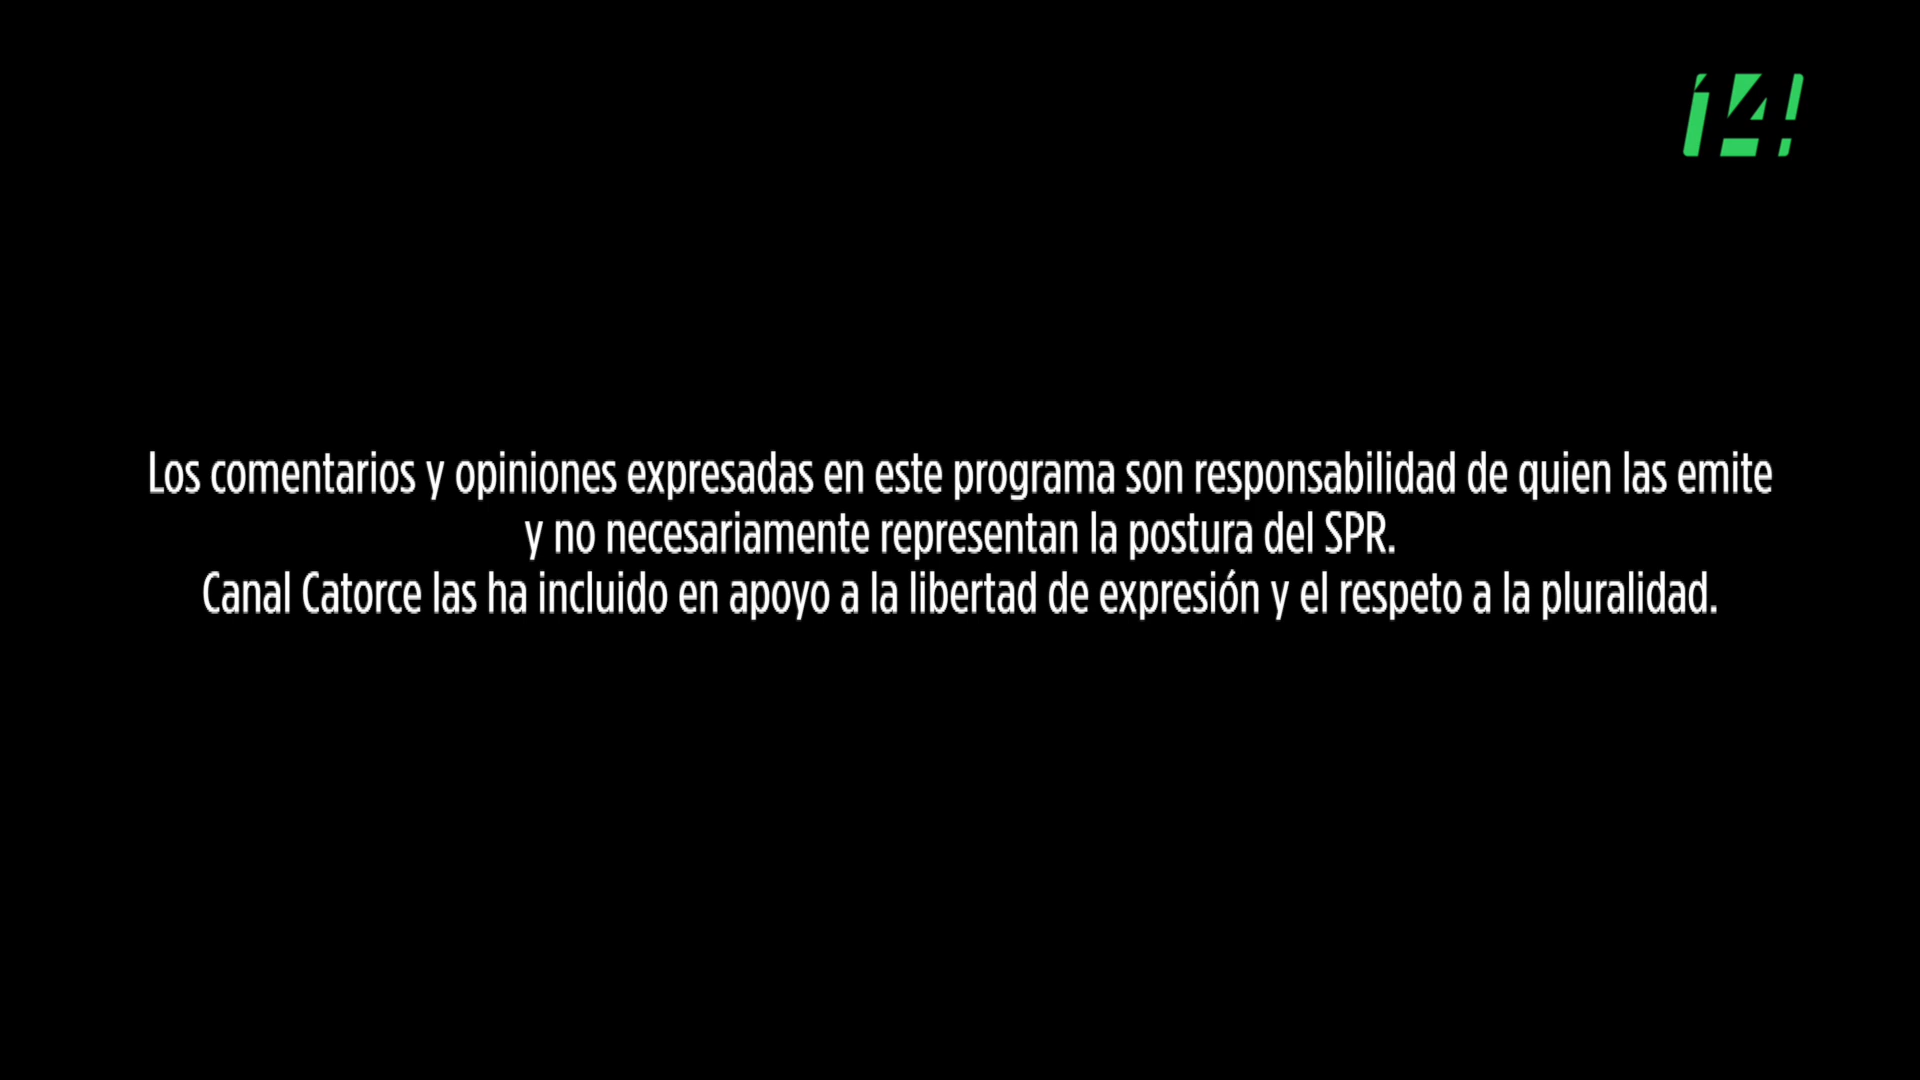 14!
Los comentarios y opiniones expresadas en este programa son responsabilidad de quien las emite
y no necesariamente representan la postura del SPR.
Canal Catorce las ha incluido en apoyo a la libertad de expresión y el respeto a la pluralidad.